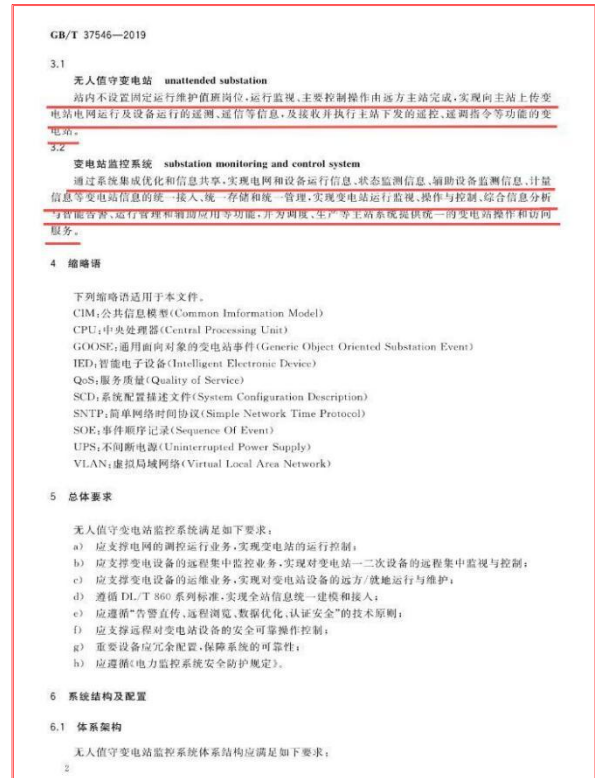 GB/T 37546—2019
3.1
无人值守变电站 unattended substation
站内不设置固定运行维护值班岗位,运行监视、主要控制操作由远方主站完成,实现向主站上传变
电站电网运行及设备运行的遥测、遥信等信息,及接收并执行主站下发的遥控、遥调指令等功能的变
电站。
3.2
变电站监控系统 substation monitoring and control system
通过系统集成优化和信息共享,实现电网和设备运行信息、状态监测信息、辅助设备监测信息、计量
信息等变电站信息的统一接入、统一存储和统一管理,实现变电站运行监视、操作与控制、综合信息分析
与智能告警、运行管理和辅助应用等功能,并为调度、生产等主站系统提供统一的变电站操作和访问
服务。
4 缩略语
下列缩略语适用于本文件。
CIM:公共信息模型(Common Imformation Model)
CPU:中央处理器(Central Processing Unit)
GOOSE:通用面向对象的变电站事件(Generic Object Oriented Substation Event)
IED:智能电子设备(Intelligent Electronic Device)
QoS:服务质量(Quality of Service)
SCD:系统配置描述文件(System Configuration Description)
SNTP:简单网络时间协议(Simple Network Time Protocol)
SOE:事件顺序记录(Sequence Of Event)
UPS:不间断电源(Uninterrupted Power Supply)
VLAN:虚拟局域网络(Virtual Local Area Network)
5 总体要求
无人值守变电站监控系统满足如下要求:
a) 应支撑电网的调控运行业务,实现变电站的运行控制;
b) 应支撑变电设备的远程集中监控业务,实现对变电站一二次设备的远程集中监视与控制;
c) 应支撑变电设备的运维业务,实现对变电站设备的远方/就地运行与维护;
d) 遵循 DL/T 860 系列标准,实现全站信息统一建模和接入;
e) 应遵循“告警直传、远程浏览、数据优化、认证安全”的技术原则;
f) 应支撑远程对变电站设备的安全可靠操作控制;
g) 重要设备应冗余配置,保障系统的可靠性;
h) 应遵循《电力监控系统安全防护规定》。
6 系统结构及配置
6.1 体系架构
无人值守变电站监控系统体系结构应满足如下要求:
2